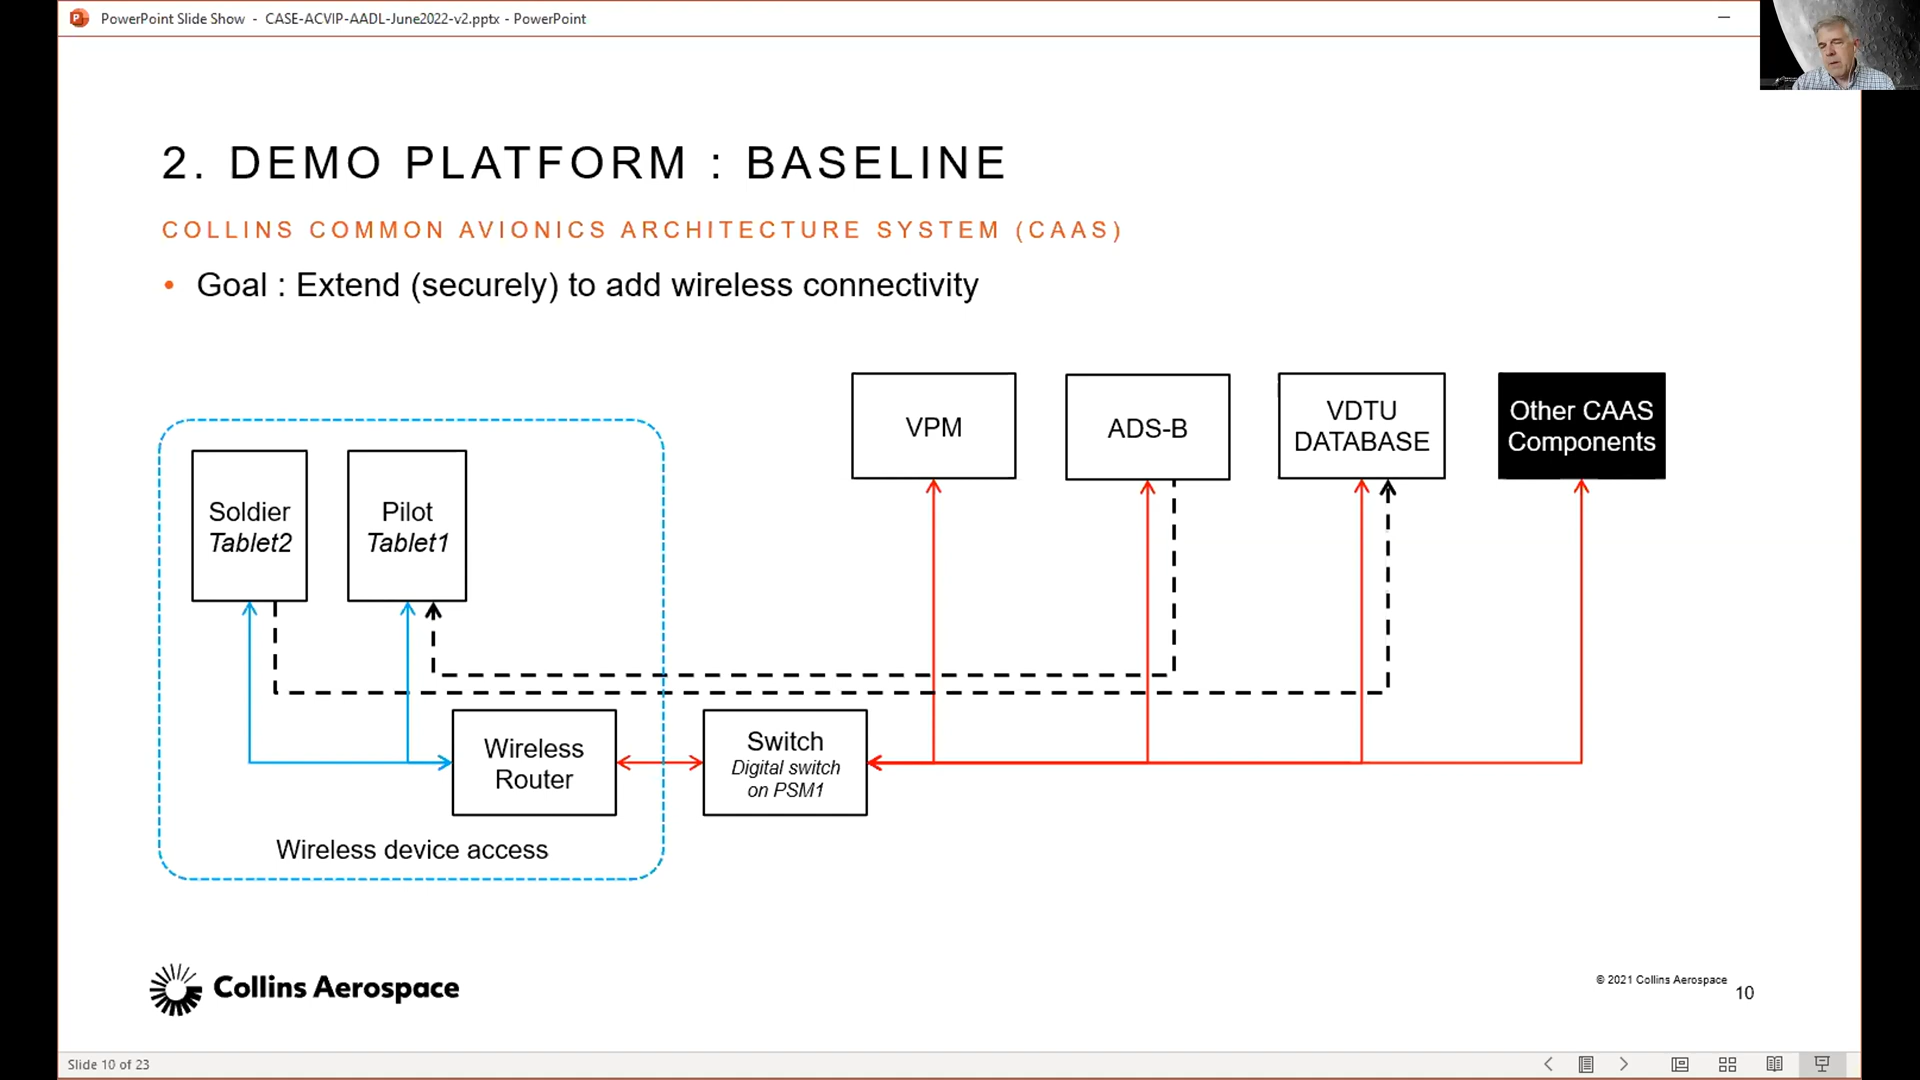 PowerPoint Slide Show - CASE-ACVIP-AADL-June2022-v2.pptx - PowerPoint
2. DEMO PLATFORM : BASELINE
COLLINS COMMON AVIONICS ARCHITECTURE SYSTEM (CAAS)
• Goal : Extend (securely) to add wireless connectivity
VPM
ADS-B
VDTU
DATABASE
Other CAAS
Components
Soldier
Tablet2
Pilot
Tablet1
Wireless
Router
Switch
Digital switch
on PSM1
Wireless device access
Collins Aerospace
© 2021 Collins Aerospace
10
Slide 10 of 23